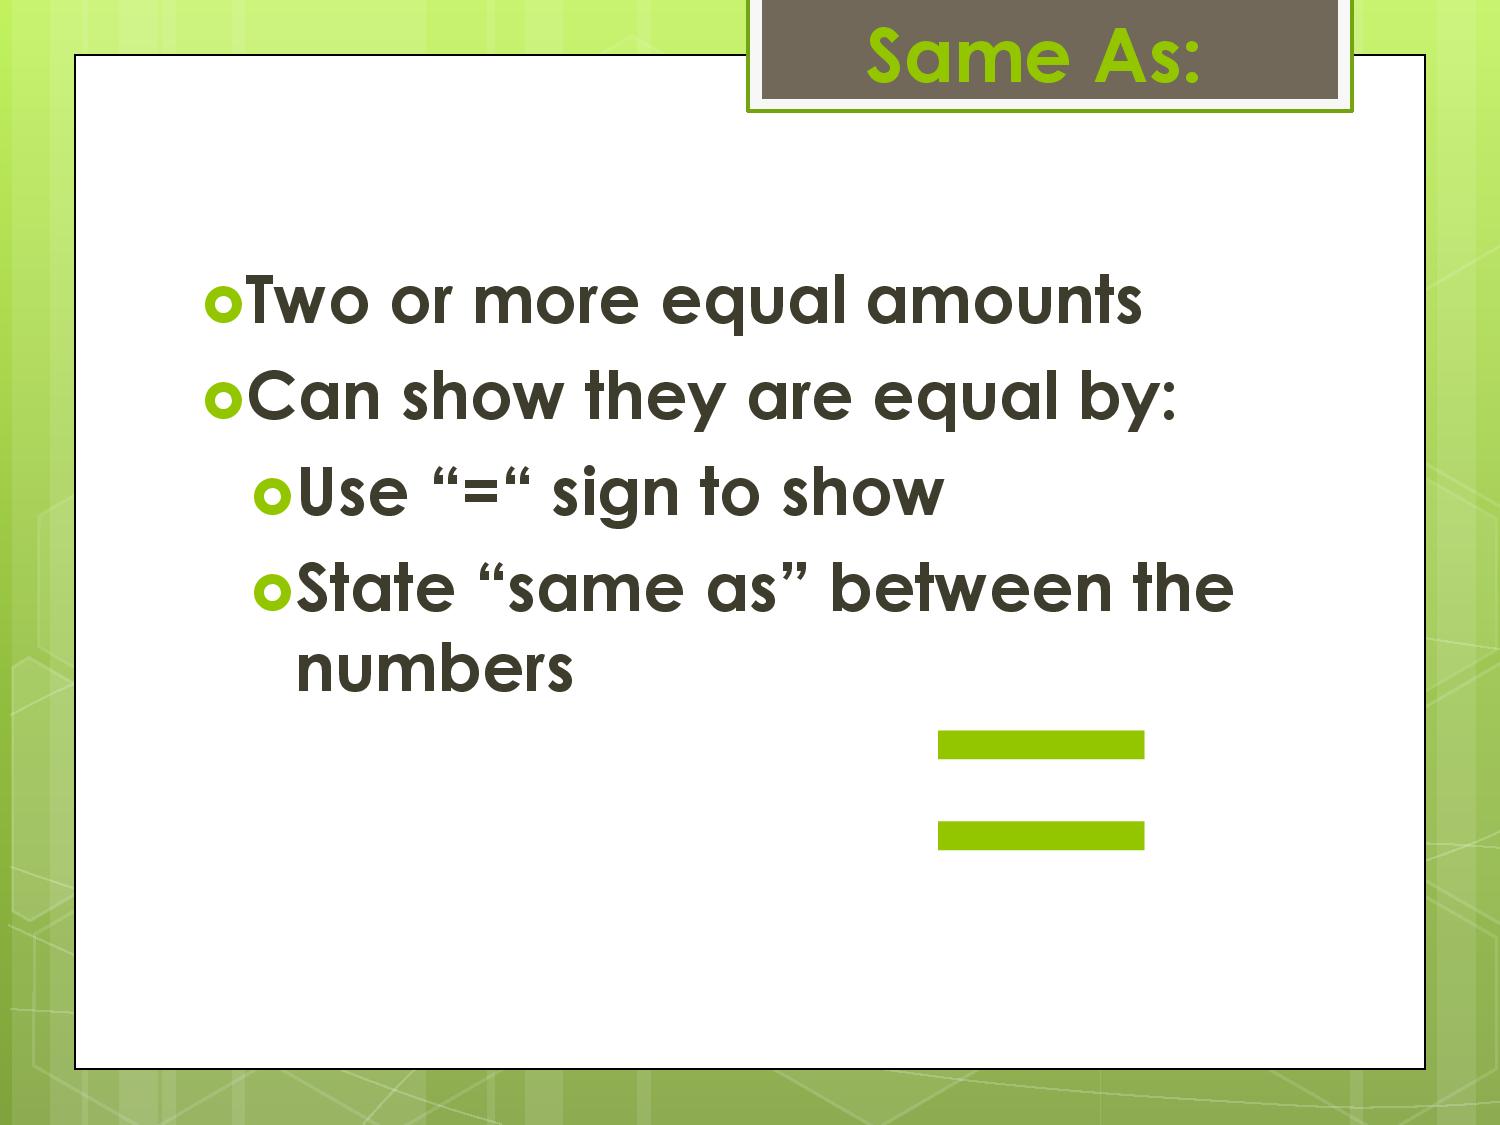 Same As:
Two or more equal amounts
Can show they are equal by:
Use “=“ sign to show
State “same as” between the
numbers
=